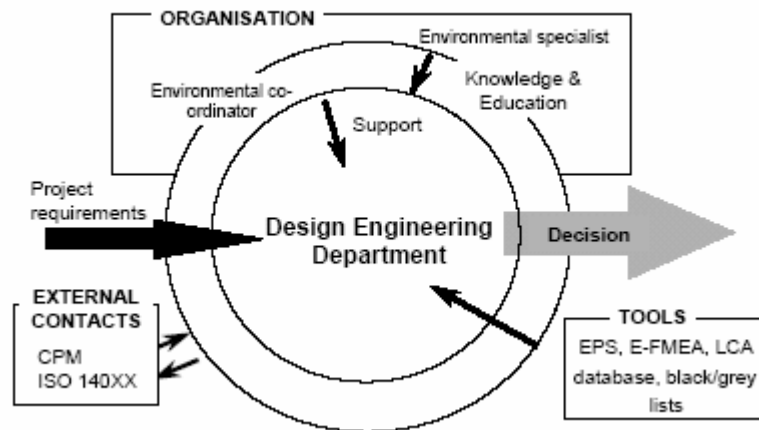 ORGANISATION
Environmental specialist
Environmental co-
ordinator
Knowledge &
Education
Support
Project
requirements
Design Engineering
Department
Decision
EXTERNAL
CONTACTS
CPM
ISO 140XX
TOOLS
EPS, E-FMEA, LCA
database, black/grey
lists